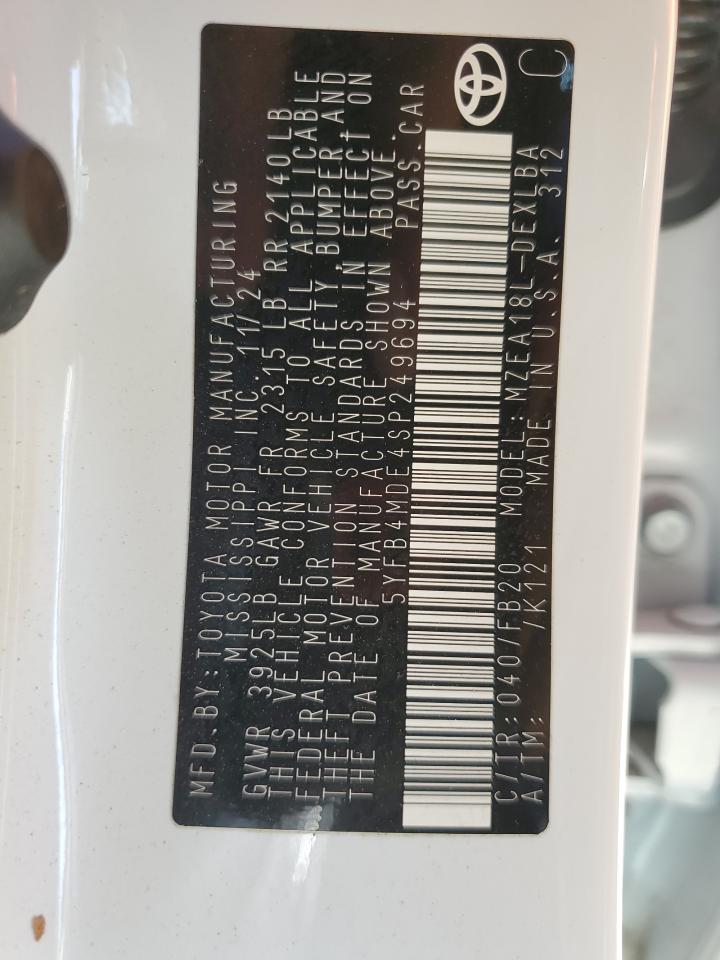 MFD.BY:TOYOTA MOTOR MANUFACTURING
MISSISSIPPI INC. 11/24
GVWR 3925LB GAWR FR 2315 LB RR 2140LB
THIS VEHICLE CONFORMS TO ALL APPLICABLE
FEDERAL MOTOR VEHICLE SAFETY BUMPER, AND
THEFT PREVENTION STANDARDS IN EFFECT ON
THE DATE OF MANUFACTURE SHOWN ABOVE.
5YFB4MDE4SP249694 PASS.CAR
C/TR:040/FB20 MODEL:MZEA18L-DEXLBA
A/TM: /K121 MADE IN U.S.A. 312
C